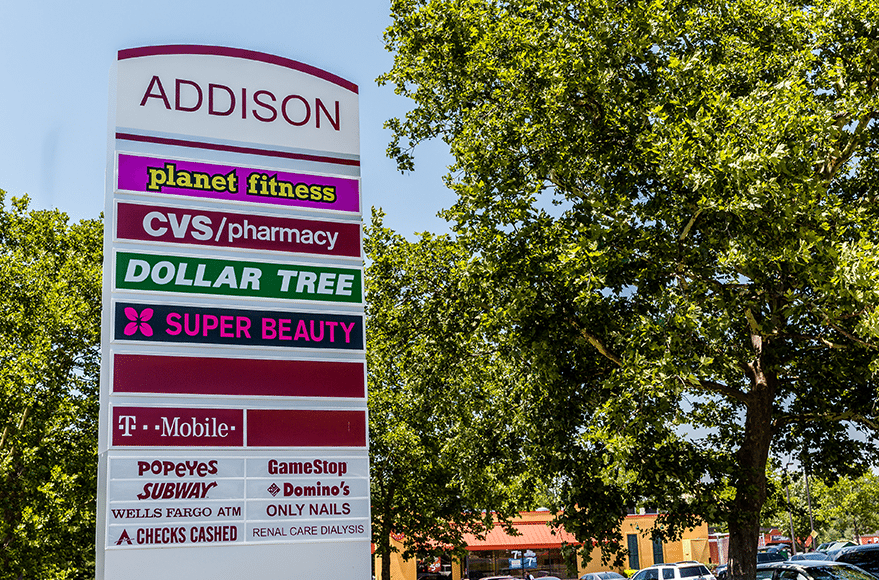 ADDISON
planet fitness
CVS/pharmacy
DOLLAR TREE
SUPER BEAUTY
T··Mobile·
POPEYES
GameStop
SUBWAY
Domino's
WELLS FARGO ATM
ONLY NAILS
CHECKS CASHED
RENAL CARE DIALYSIS